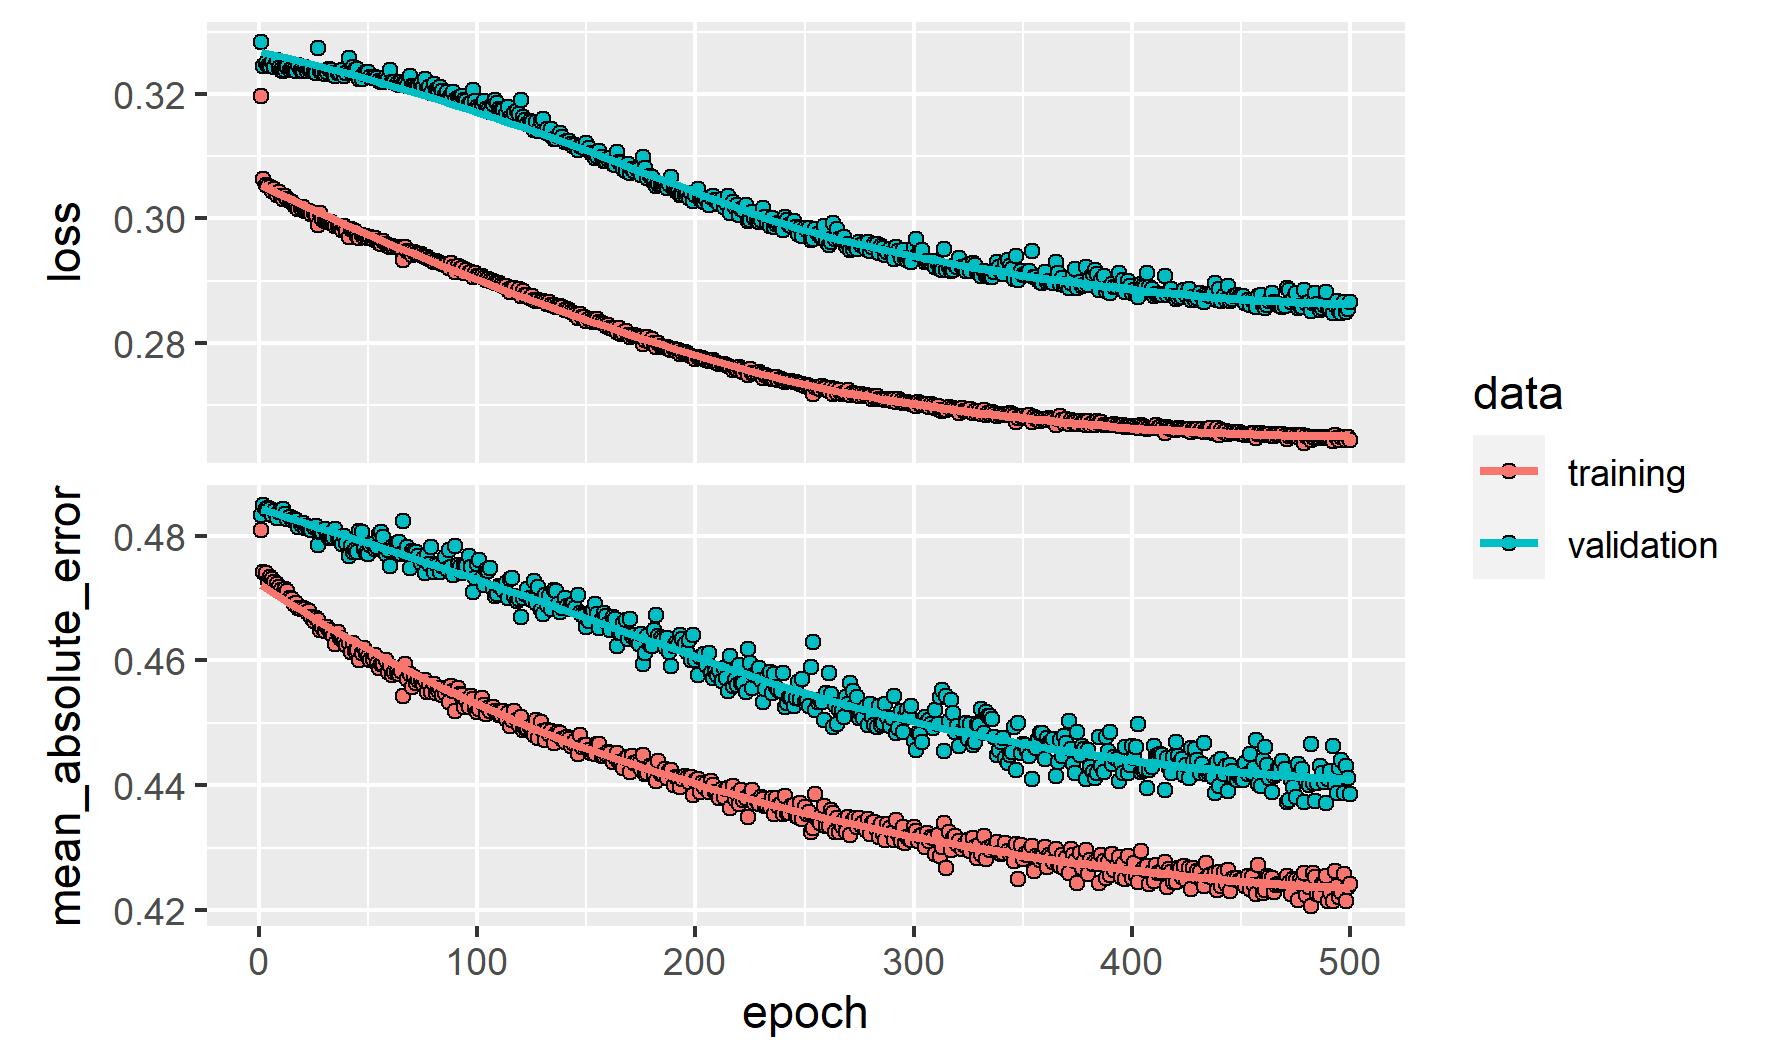 loss
0.32
0.30
0.28
mean_absolute_error
0.48
0.46
0.44
0.42
0 100 200 300 400 500
epoch
data
training
validation